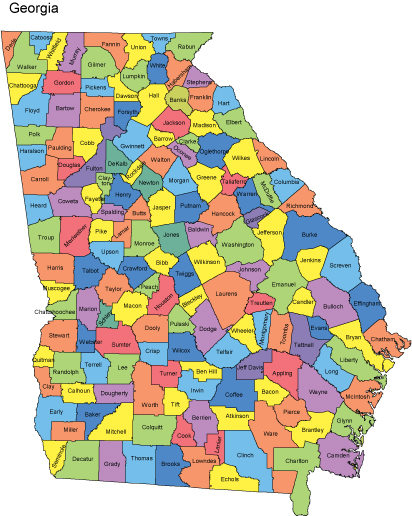 Georgia
Dade
Catoosa
Whitfield
Murray
Fannin
Union
Towns
Rabun
Walker
Gilmer
Lumpkin
White
Habersham
Stephens
Chattooga
Gordon
Pickens
Dawson
Hall
Banks
Franklin
Hart
Floyd
Bartow
Cherokee
Forsyth
Jackson
Madison
Elbert
Polk
Paulding
Cobb
Gwinnett
Barrow
Clarke
Oconee
Oglethorpe
Wilkes
Lincoln
Haralson
Douglas
Fulton
DeKalb
Rockdale
Walton
Morgan
Greene
Taliaferro
McDuffie
Columbia
Carroll
Clay-
ton
Henry
Newton
Warren
Richmond
Heard
Coweta
Fayette
Spalding
Butts
Jasper
Putnam
Hancock
Glascock
Jefferson
Burke
Troup
Meriwether
Pike
Lamar
Monroe
Jones
Baldwin
Washington
Jenkins
Screven
Harris
Upson
Talbot
Crawford
Bibb
Twiggs
Wilkinson
Johnson
Emanuel
Muscogee
Taylor
Peach
Houston
Bleckley
Laurens
Treutlen
Candler
Bulloch
Effingham
Chattahoochee
Marion
Schley
Macon
Pulaski
Dodge
Wheeler
Montgomery
Toombs
Tattnall
Evans
Bryan
Chatham
Stewart
Webster
Sumter
Dooly
Crisp
Wilcox
Telfair
Jeff Davis
Appling
Long
Liberty
Quitman
Randolph
Terrell
Lee
Turner
Ben Hill
Irwin
Coffee
Bacon
Wayne
McIntosh
Clay
Calhoun
Dougherty
Worth
Tift
Early
Baker
Mitchell
Colquitt
Berrien
Atkinson
Pierce
Brantley
Glynn
Miller
Cook
Lanier
Ware
Seminole
Decatur
Grady
Thomas
Brooks
Lowndes
Clinch
Echols
Charlton
Camden